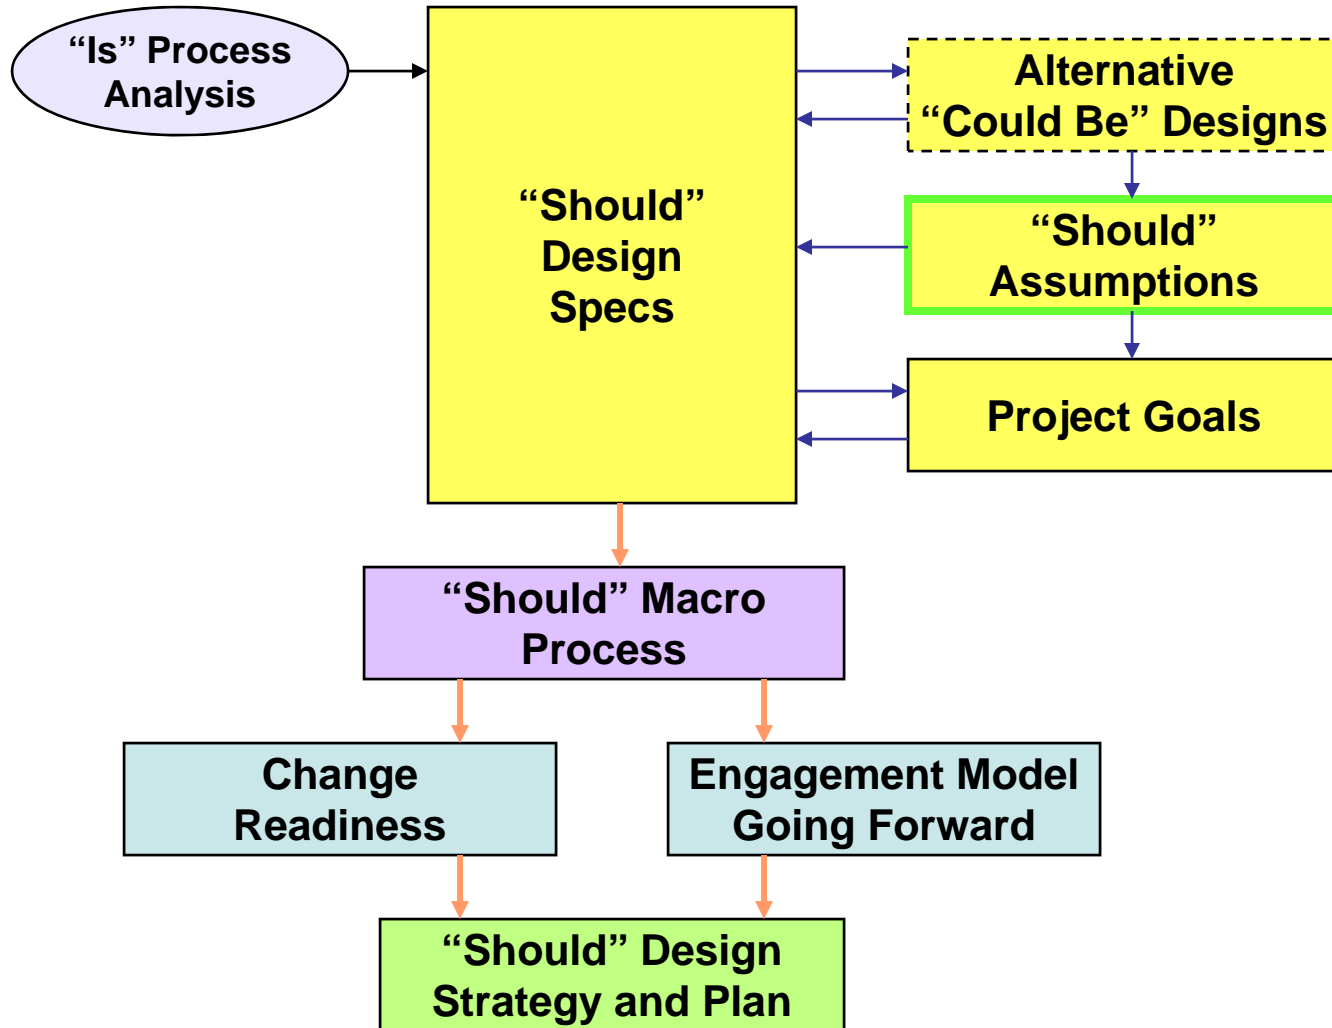 “Is” Process
Analysis
“Should”
Design
Specs
Alternative
“Could Be” Designs
“Should”
Assumptions
Project Goals
“Should” Macro
Process
Change
Readiness
Engagement Model
Going Forward
“Should” Design
Strategy and Plan